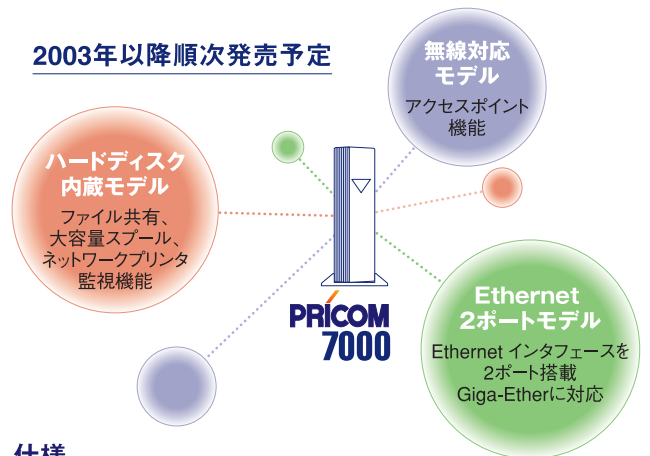 2003年以降順次発売予定
無線対応
モデル
アクセスポイント
機能
ハードディスク
内蔵モデル
ファイル共有、
大容量スプール、
ネットワークプリンタ
監視機能
PRICOM
7000
Ethernet
2ポートモデル
Ethernet インタフェースを
2ポート搭載
Giga-Etherに対応
仕様